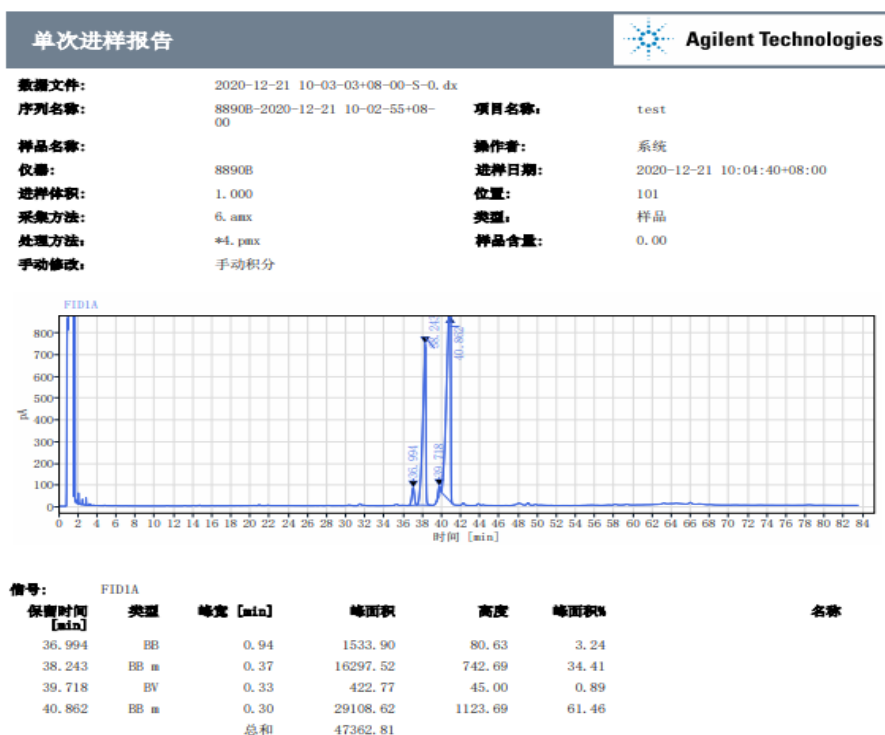 单次进样报告
Agilent Technologies
数据文件: 2020-12-21 10-03-03+08-00-S-0.dx
序列名称: 8890B-2020-12-21 10-02-55+08-00 项目名称: test
样品名称: 操作者: 系统
仪器: 8890B 进样日期: 2020-12-21 10:04:40+08:00
进样体积: 1.000 位置: 101
采集方法: 6.amx 类型: 样品
处理方法: *4.pmx 样品含量: 0.00
手动修改: 手动积分
FID1A
pA
800
700
600
500
400
300
200
100
0
36.994
38.243
39.718
40.862
0 2 4 6 8 10 12 14 16 18 20 22 24 26 28 30 32 34 36 38 40 42 44 46 48 50 52 54 56 58 60 62 64 66 68 70 72 74 76 78 80 82 84
时间 [min]
信号: FID1A
保留时间 [min] 类型 峰宽 [min] 峰面积 高度 峰面积% 名称
36.994 BB 0.94 1533.90 80.63 3.24
38.243 BB m 0.37 16297.52 742.69 34.41
39.718 BV 0.33 422.77 45.00 0.89
40.862 BB m 0.30 29108.62 1123.69 61.46
总和 47362.81